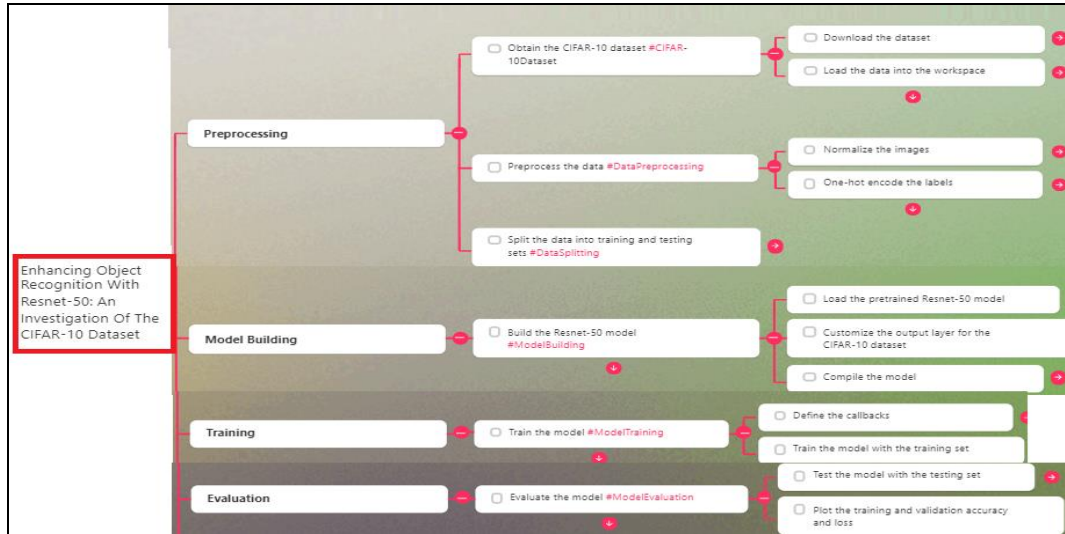 Enhancing Object
Recognition With
Resnet-50: An
Investigation Of The
CIFAR-10 Dataset
Preprocessing
Obtain the CIFAR-10 dataset #CIFAR-
10Dataset
Download the dataset
Load the data into the workspace
Preprocess the data #DataPreprocessing
Normalize the images
One-hot encode the labels
Split the data into training and testing
sets #DataSplitting
Model Building
Build the Resnet-50 model
#ModelBuilding
Load the pretrained Resnet-50 model
Customize the output layer for the
CIFAR-10 dataset
Compile the model
Training
Train the model #ModelTraining
Define the callbacks
Train the model with the training set
Evaluation
Evaluate the model #ModelEvaluation
Test the model with the testing set
Plot the training and validation accuracy
and loss